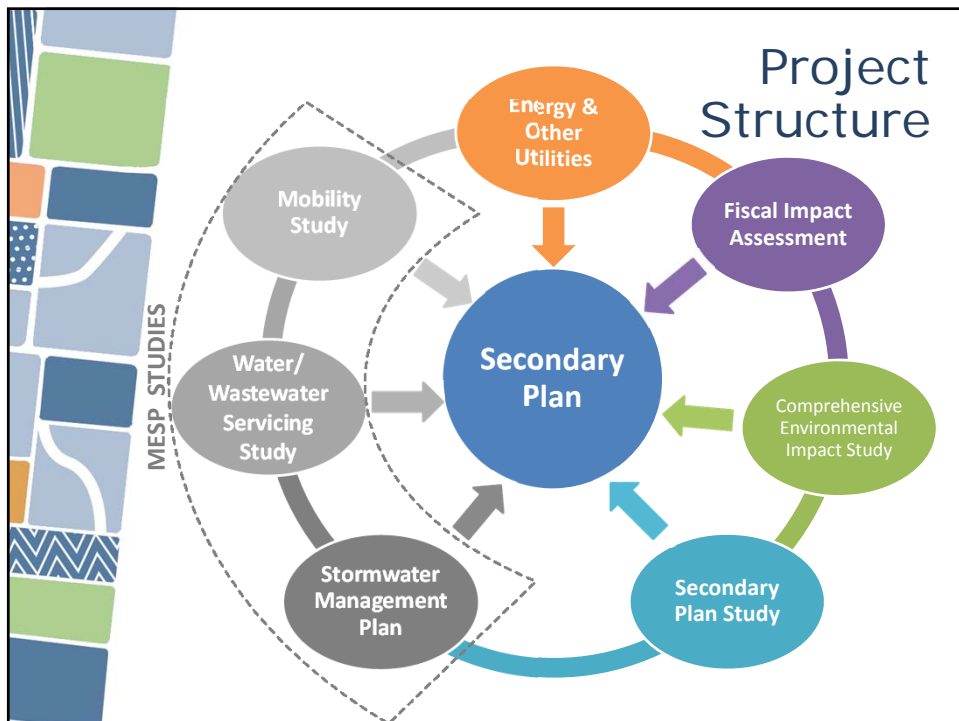 Project
Structure
Energy &
Other
Utilities
Fiscal Impact
Assessment
Comprehensive
Environmental
Impact Study
Secondary
Plan Study
Stormwater
Management
Plan
Water/
Wastewater
Servicing
Study
Mobility
Study
MESP STUDIES
Secondary
Plan